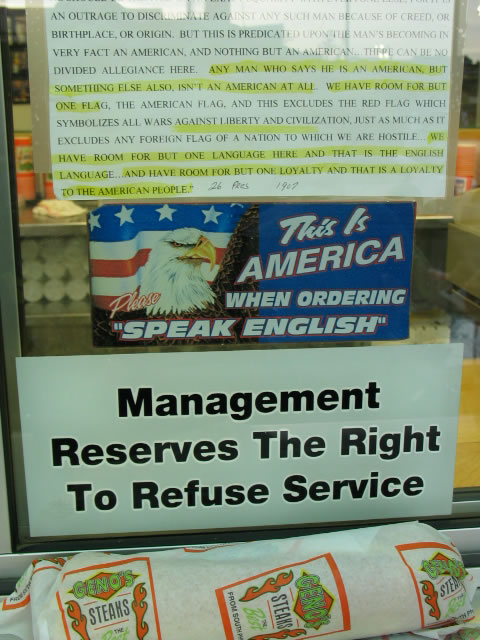 AN OUTRAGE TO DISCRIMINATE AGAINST ANY SUCH MAN BECAUSE OF CREED, OR
BIRTHPLACE, OR ORIGIN. BUT THIS IS PREDICATED UPON THE MAN'S BECOMING IN
VERY FACT AN AMERICAN, AND NOTHING BUT AN AMERICAN...THERE CAN BE NO
DIVIDED ALLEGIANCE HERE. ANY MAN WHO SAYS HE IS AN AMERICAN, BUT
SOMETHING ELSE ALSO, ISN'T AN AMERICAN AT ALL. WE HAVE ROOM FOR BUT
ONE FLAG, THE AMERICAN FLAG, AND THIS EXCLUDES THE RED FLAG WHICH
SYMBOLIZES ALL WARS AGAINST LIBERTY AND CIVILIZATION, JUST AS MUCH AS IT
EXCLUDES ANY FOREIGN FLAG OF A NATION TO WHICH WE ARE HOSTILE...WE
HAVE ROOM FOR BUT ONE LANGUAGE HERE AND THAT IS THE ENGLISH
LANGUAGE...AND HAVE ROOM FOR BUT ONE LOYALTY AND THAT IS A LOYALTY
TO THE AMERICAN PEOPLE." 26 PRES 1907
This Is
AMERICA
Please
WHEN ORDERING
"SPEAK ENGLISH"
Management
Reserves The Right
To Refuse Service
GENO'S
STEAKS
THE
GENO'S
STEAKS
THE
FROM SOUTH
GENO'S
STEAKS